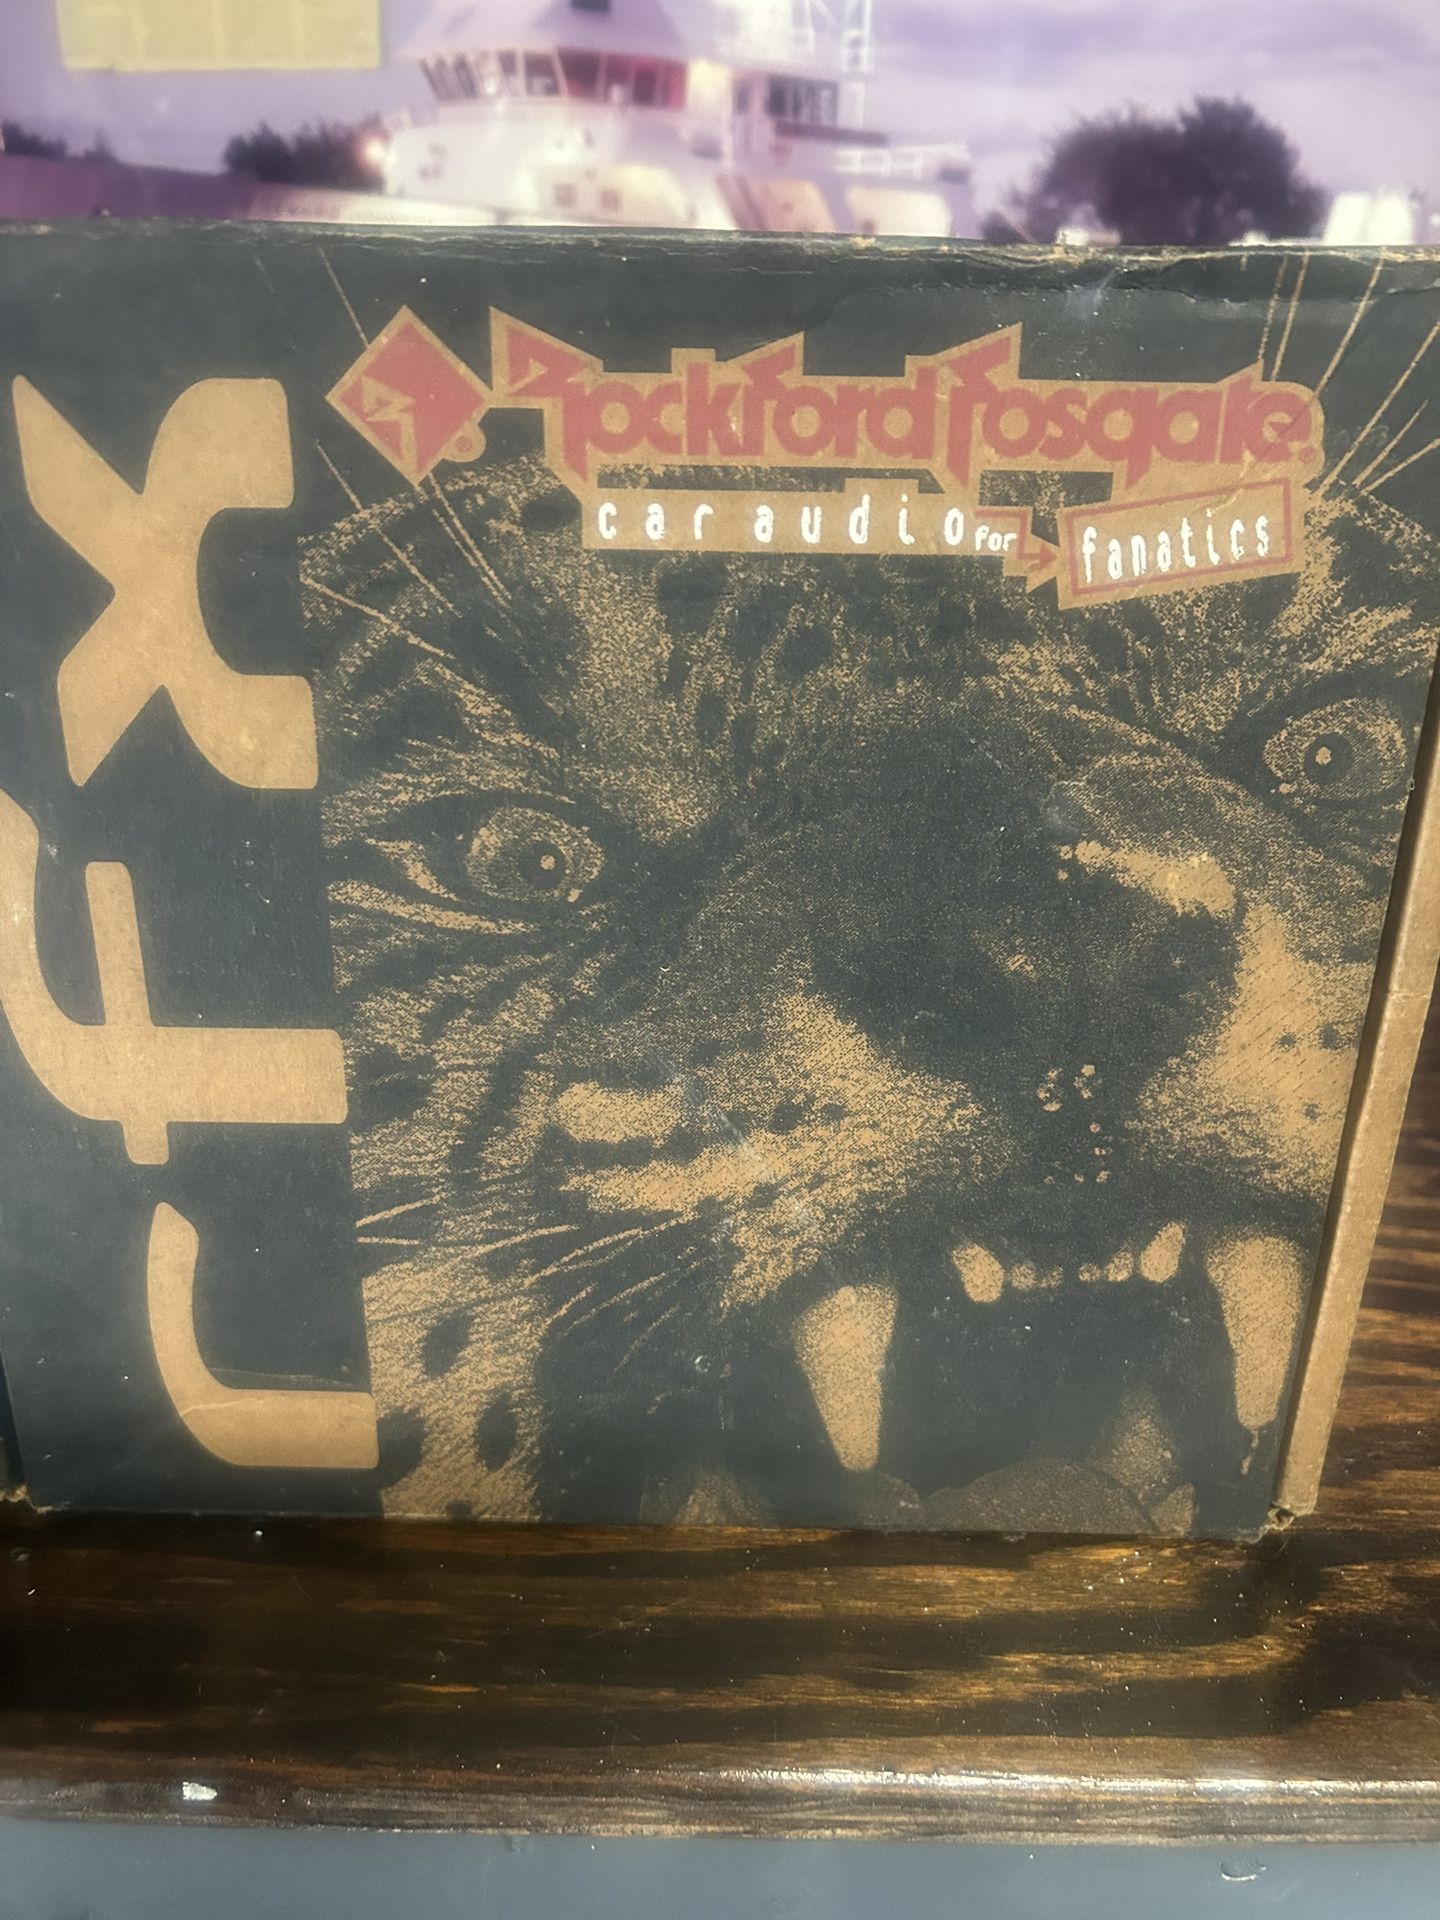 Rockford Fosgate®
car audio for fanatics
rfx